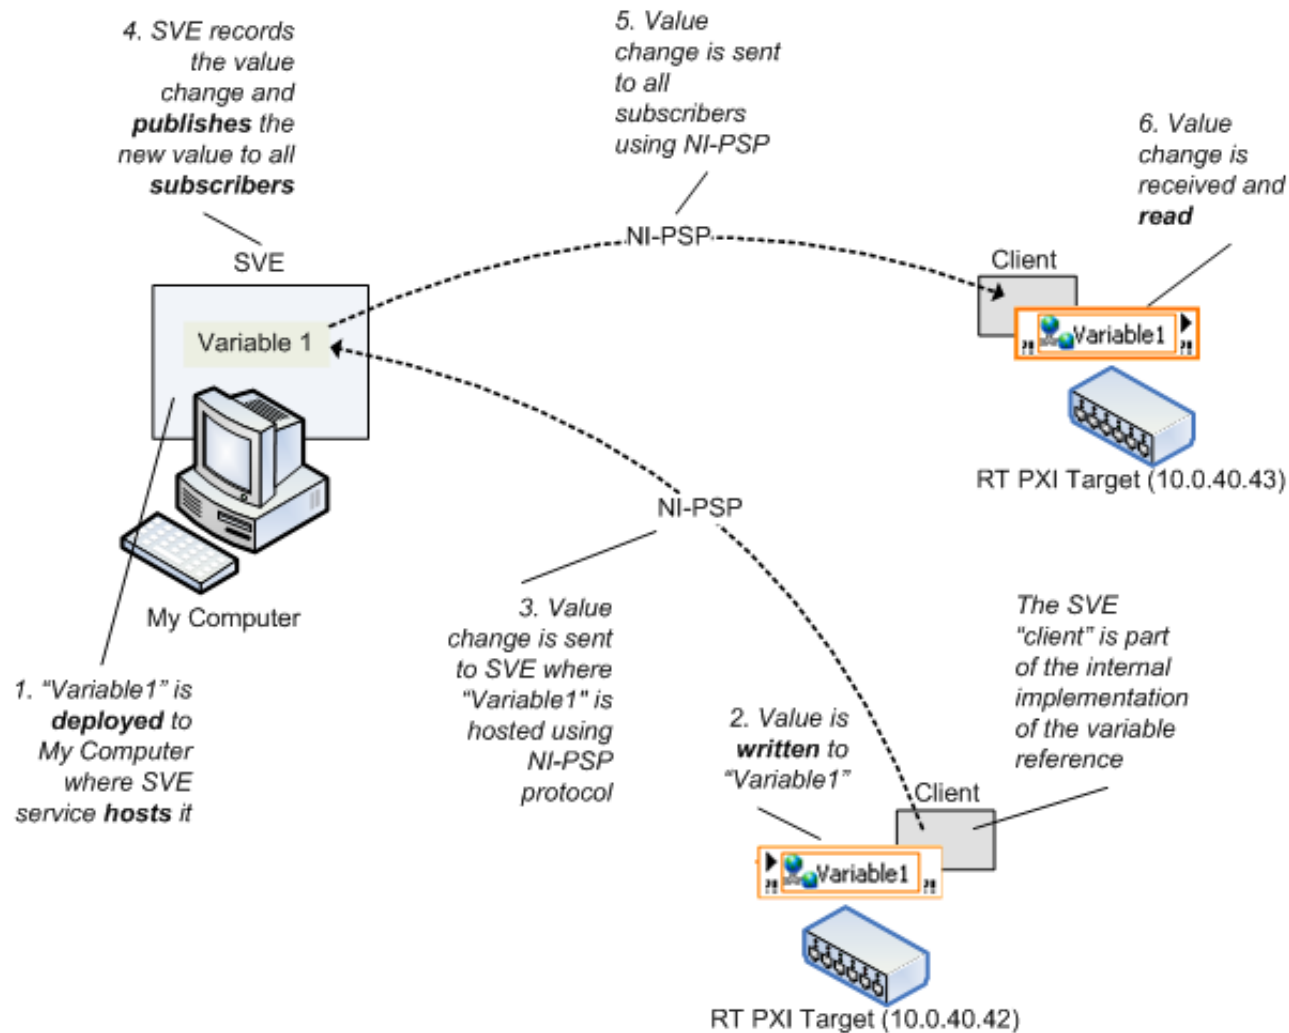 4. SVE records
the value
change and
publishes the
new value to all
subscribers
5. Value
change is sent
to all
subscribers
using NI-PSP
6. Value
change is
received and
read
SVE
NI-PSP
Client
Variable 1
Variable1
?!
?!
RT PXI Target (10.0.40.43)
NI-PSP
My Computer
1. “Variable1” is
deployed to
My Computer
where SVE
service hosts it
3. Value
change is sent
to SVE where
“Variable1” is
hosted using
NI-PSP
protocol
2. Value is
written to
“Variable1”
The SVE
“client” is part
of the internal
implementation
of the variable
reference
Client
Variable1
?!
?!
RT PXI Target (10.0.40.42)